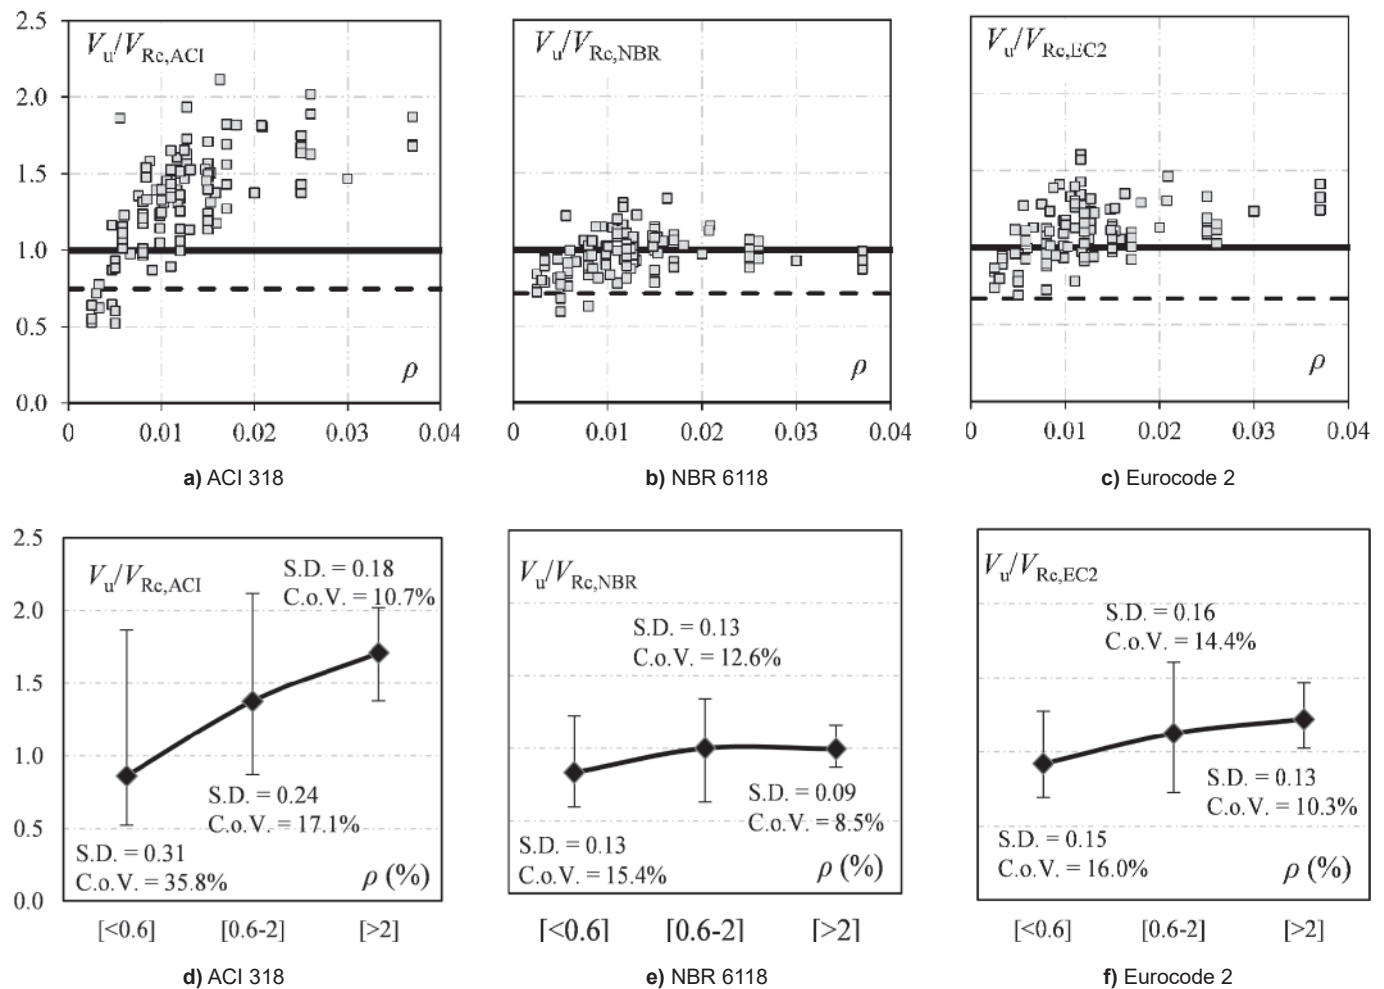 2.5
2.0
1.5
1.0
0.5
0.0
Vu/VRc,ACI
ρ
0 0.01 0.02 0.03 0.04
a) ACI 318
Vu/VRc,NBR
ρ
0 0.01 0.02 0.03 0.04
b) NBR 6118
Vu/VRc,EC2
ρ
0 0.01 0.02 0.03 0.04
c) Eurocode 2
2.5
2.0
1.5
1.0
0.5
0.0
Vu/VRc,ACI
S.D. = 0.18
C.o.V. = 10.7%
S.D. = 0.24
C.o.V. = 17.1%
S.D. = 0.31
C.o.V. = 35.8%
ρ (%)
[<0.6] [0.6-2] [>2]
d) ACI 318
Vu/VRc,NBR
S.D. = 0.13
C.o.V. = 12.6%
S.D. = 0.09
C.o.V. = 8.5%
S.D. = 0.13
C.o.V. = 15.4%
ρ (%)
[<0.6] [0.6-2] [>2]
e) NBR 6118
Vu/VRc,EC2
S.D. = 0.16
C.o.V. = 14.4%
S.D. = 0.13
C.o.V. = 10.3%
S.D. = 0.15
C.o.V. = 16.0%
ρ (%)
[<0.6] [0.6-2] [>2]
f) Eurocode 2